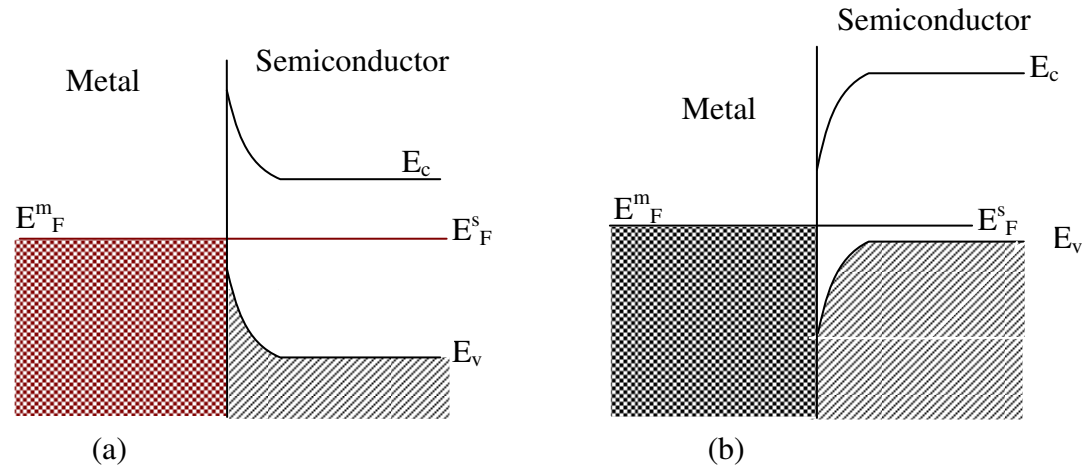 Metal
Semiconductor
E_c
E^m_F
E^s_F
E_v
(a)
Semiconductor
Metal
E_c
E^m_F
E^s_F
E_v
(b)